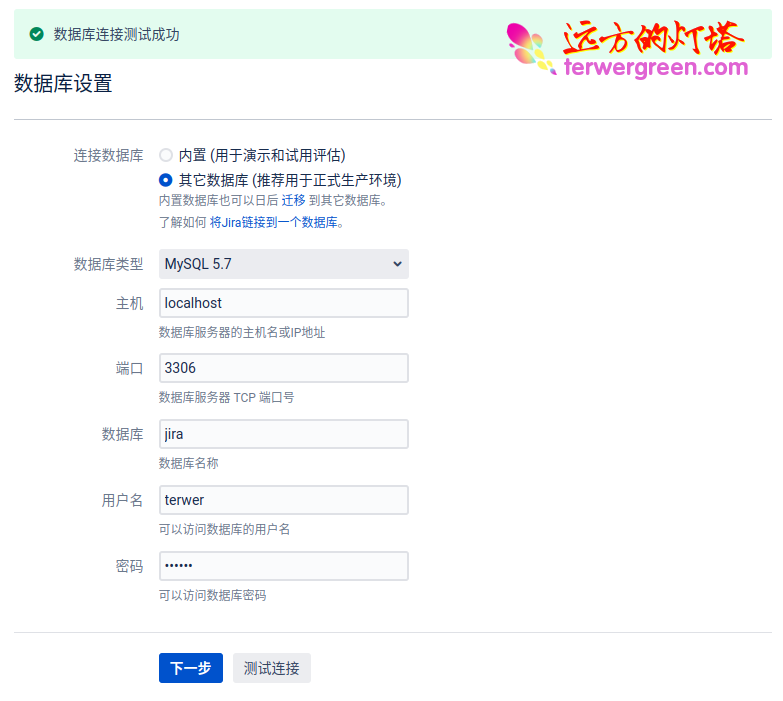 数据库连接测试成功
远方的灯塔
terwergreen.com
数据库设置
连接数据库
内置 (用于演示和试用评估)
其它数据库 (推荐用于正式生产环境)
内置数据库也可以日后 迁移 到其它数据库。
了解如何 将Jira链接到一个数据库。
数据库类型 MySQL 5.7
主机 localhost
数据库服务器的主机名或IP地址
端口 3306
数据库服务器 TCP 端口号
数据库 jira
数据库名称
用户名 terwer
可以访问数据库的用户名
密码 ••••••
可以访问数据库密码
下一步 测试连接